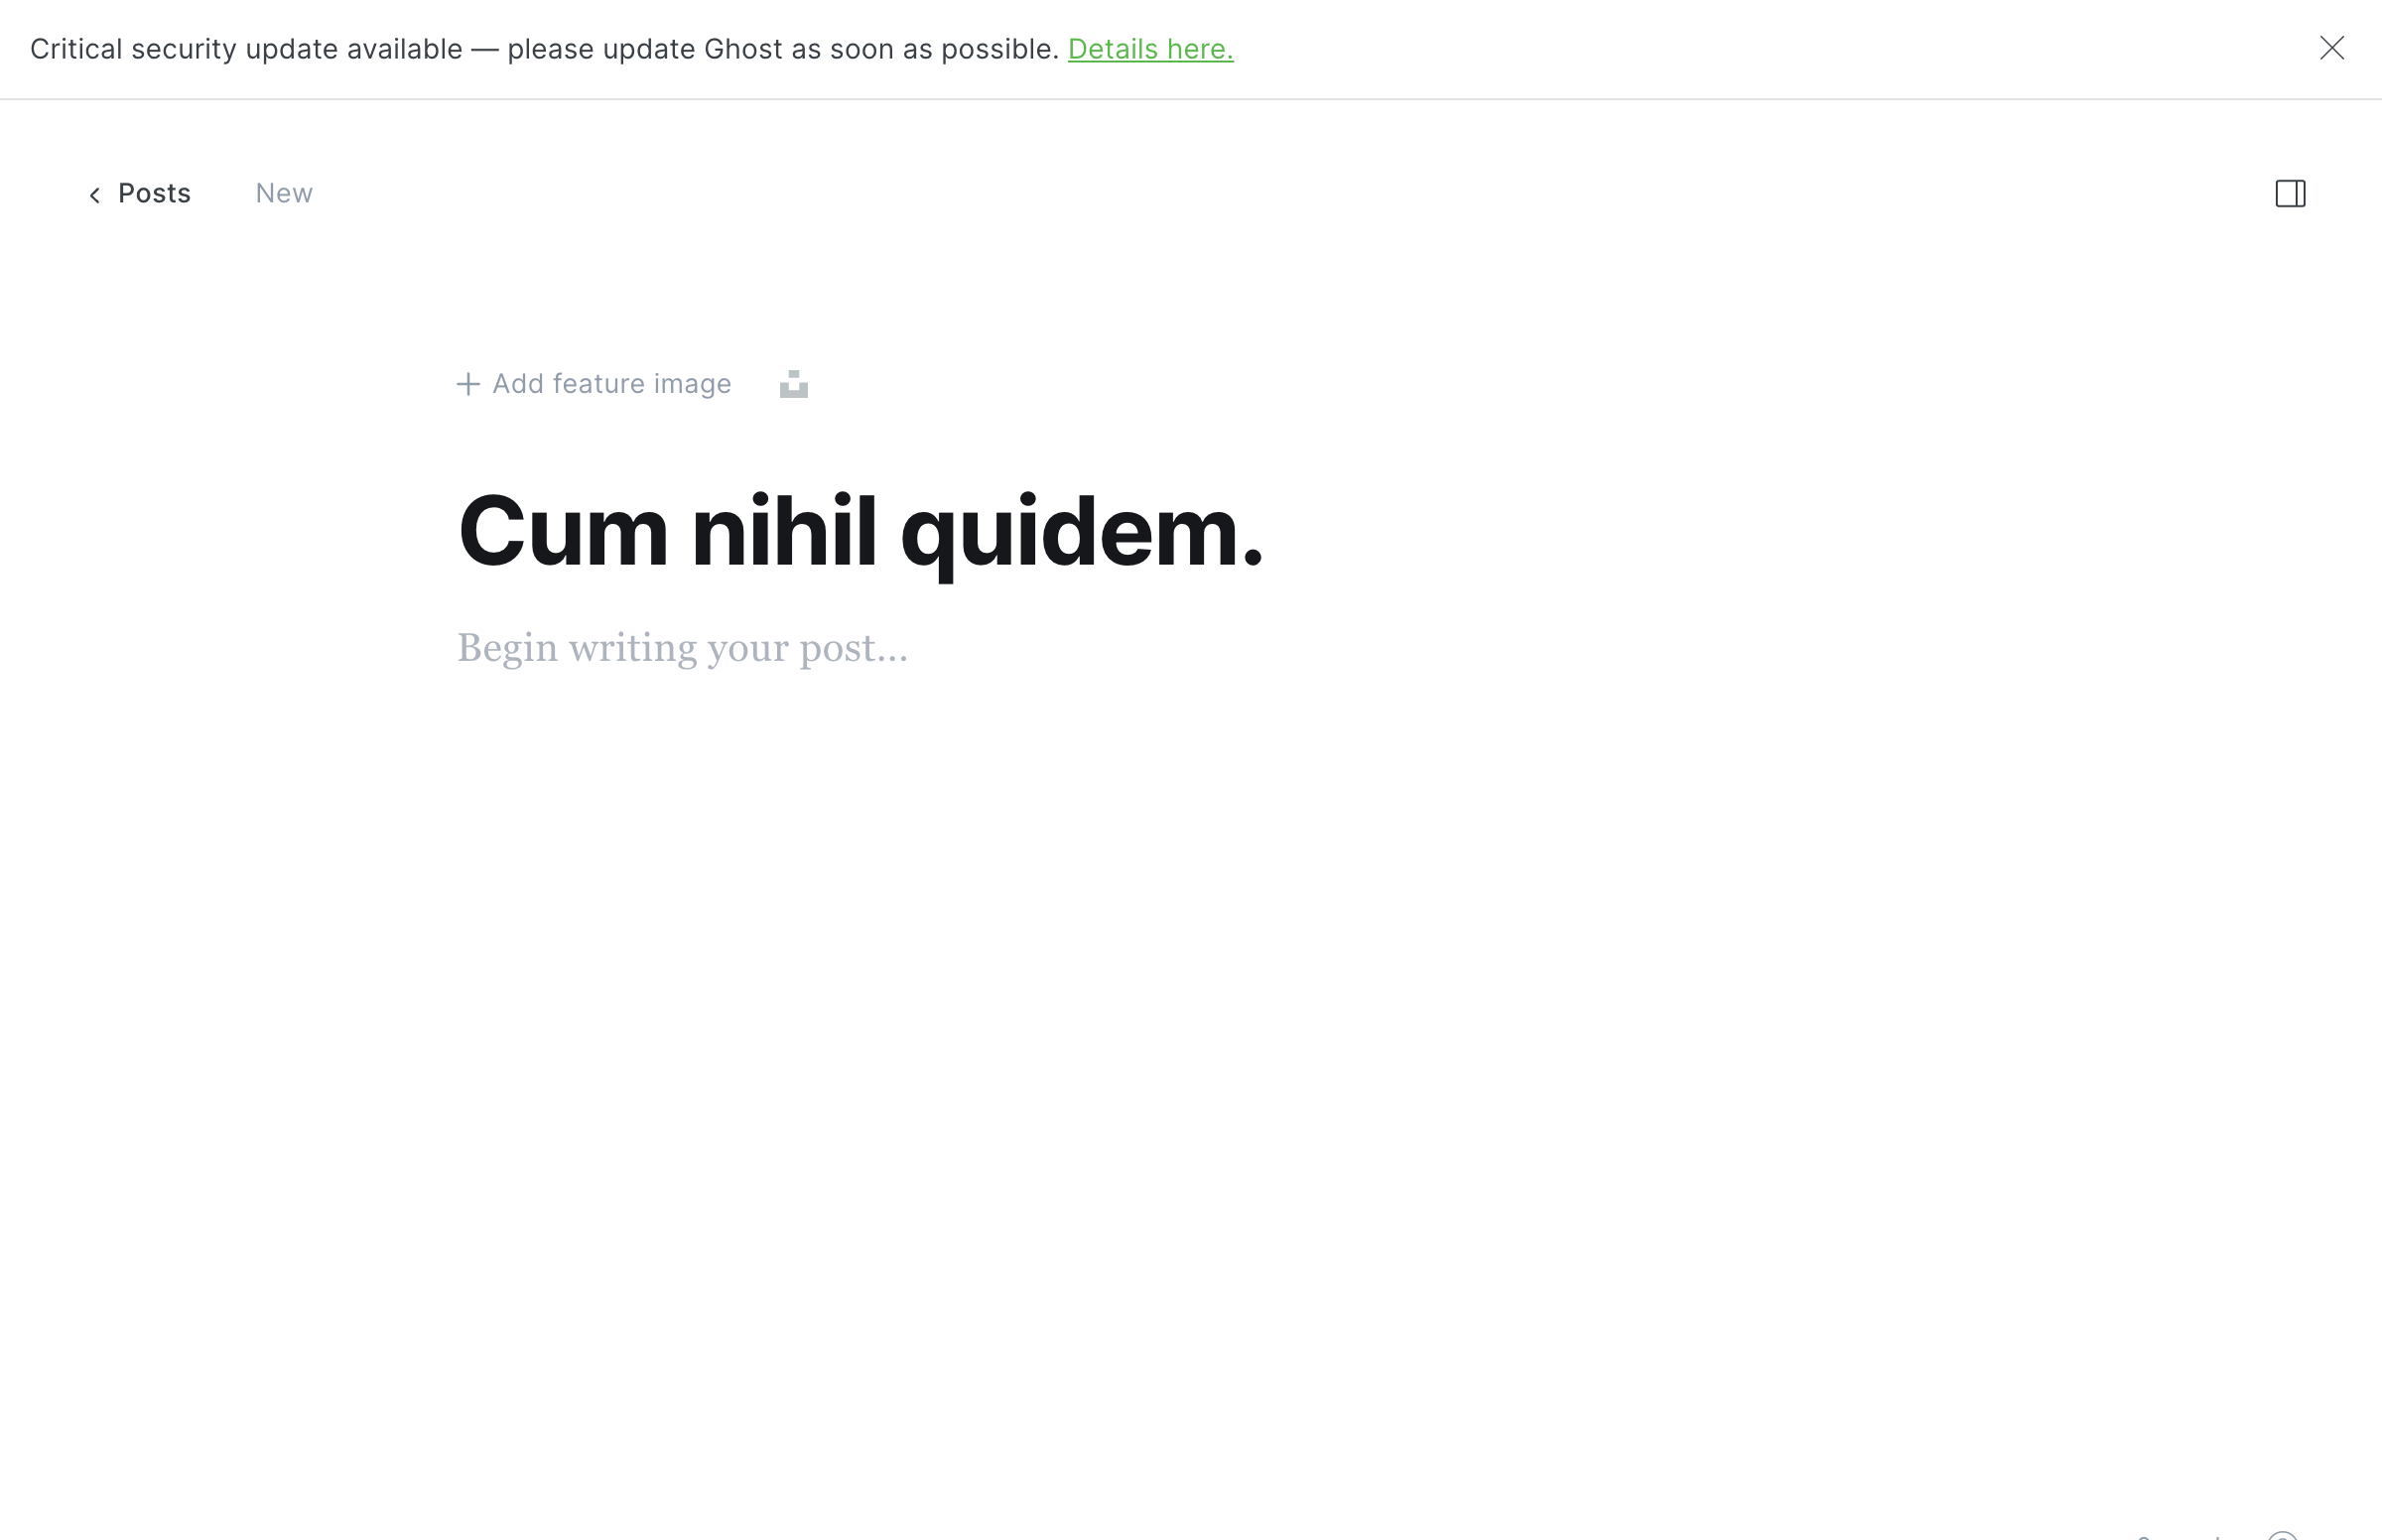 Critical security update available — please update Ghost as soon as possible. Details here.
Posts New
Add feature image
Cum nihil quidem.
Begin writing your post...